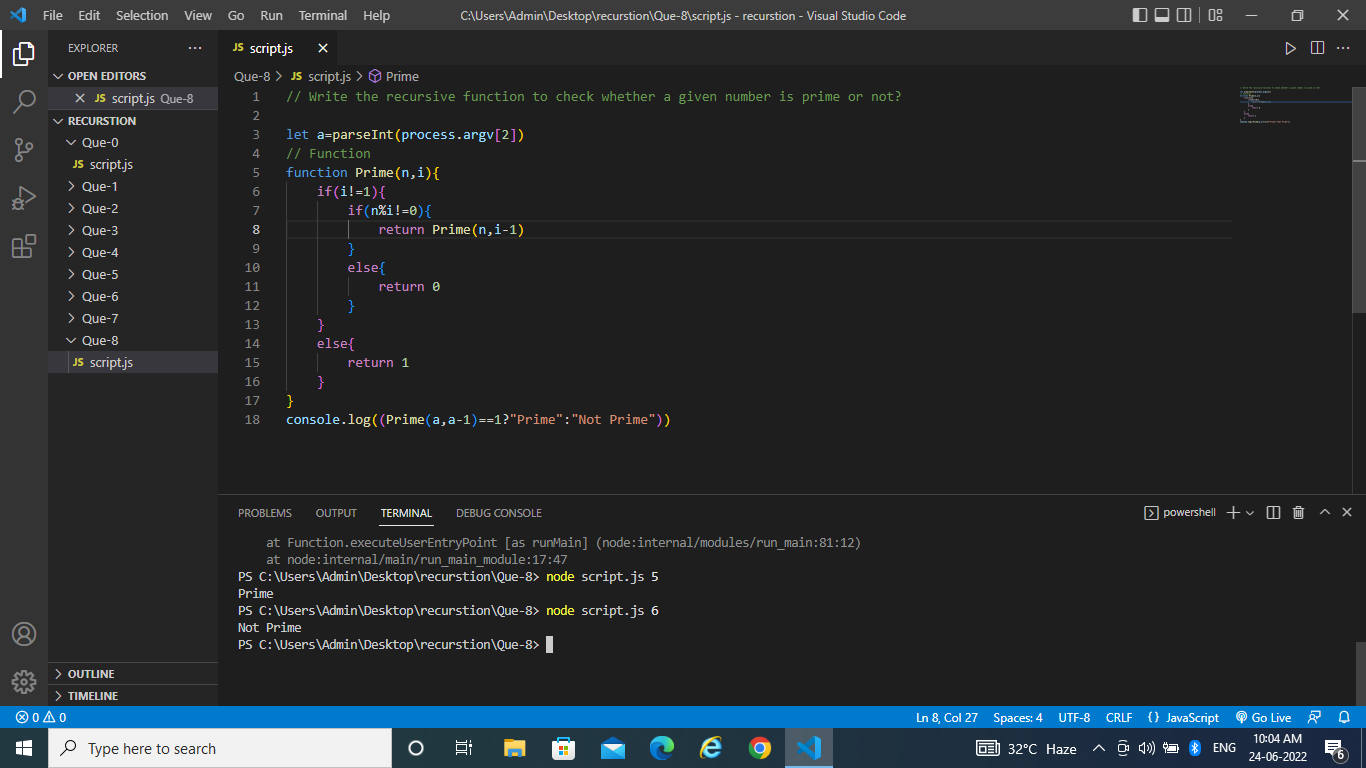 File Edit Selection View Go Run Terminal Help C:\Users\Admin\Desktop\recurstion\Que-8\script.js - recurstion - Visual Studio Code
EXPLORER
OPEN EDITORS
JS script.js Que-8
RECURSTION
Que-0
JS script.js
Que-1
Que-2
Que-3
Que-4
Que-5
Que-6
Que-7
Que-8
JS script.js
OUTLINE
TIMELINE
JS script.js
Que-8 > JS script.js > Prime
1 // Write the recursive function to check whether a given number is prime or not?
2
3 let a=parseInt(process.argv[2])
4 // Function
5 function Prime(n,i){
6 if(i!=1){
7 if(n%i!=0){
8 return Prime(n,i-1)
9 }
10 else{
11 return 0
12 }
13 }
14 else{
15 return 1
16 }
17 }
18 console.log((Prime(a,a-1)==1?"Prime":"Not Prime"))
PROBLEMS OUTPUT TERMINAL DEBUG CONSOLE powershell
at Function.executeUserEntryPoint [as runMain] (node:internal/modules/run_main:81:12)
at node:internal/main/run_main_module:17:47
PS C:\Users\Admin\Desktop\recurstion\Que-8> node script.js 5
Prime
PS C:\Users\Admin\Desktop\recurstion\Que-8> node script.js 6
Not Prime
PS C:\Users\Admin\Desktop\recurstion\Que-8>
0 0 Ln 8, Col 27 Spaces: 4 UTF-8 CRLF {} JavaScript Go Live
Type here to search 32°C Haze ENG 10:04 AM
24-06-2022 6